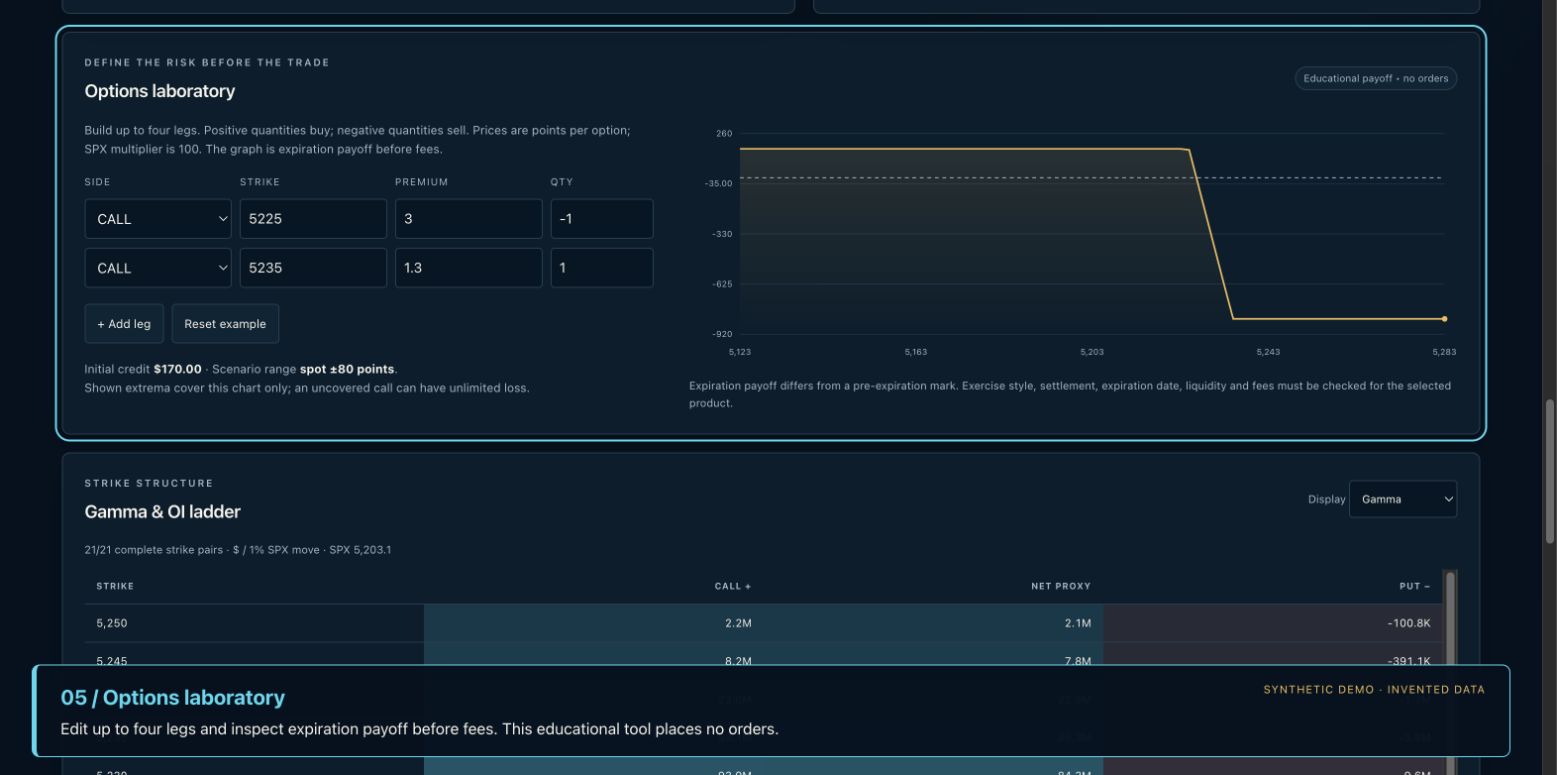 DEFINE THE RISK BEFORE THE TRADE
Options laboratory
Educational payoff • no orders
Build up to four legs. Positive quantities buy; negative quantities sell. Prices are points per option;
SPX multiplier is 100. The graph is expiration payoff before fees.
SIDE STRIKE PREMIUM QTY
CALL 5225 3 -1
CALL 5235 1.3 1
+ Add leg Reset example
Initial credit $170.00 · Scenario range spot ±80 points.
Shown extrema cover this chart only; an uncovered call can have unlimited loss.
260
-35.00
-330
-625
-920
5,123 5,163 5,203 5,243 5,283
Expiration payoff differs from a pre-expiration mark. Exercise style, settlement, expiration date, liquidity and fees must be checked for the selected
product.
STRIKE STRUCTURE
Gamma & OI ladder
Display Gamma
21/21 complete strike pairs · $ / 1% SPX move · SPX 5,203.1
STRIKE CALL + NET PROXY PUT −
5,250 2.2M 2.1M -100.8K
5,245 8.2M 7.8M -391.1K
05 / Options laboratory
SYNTHETIC DEMO · INVENTED DATA
Edit up to four legs and inspect expiration payoff before fees. This educational tool places no orders.